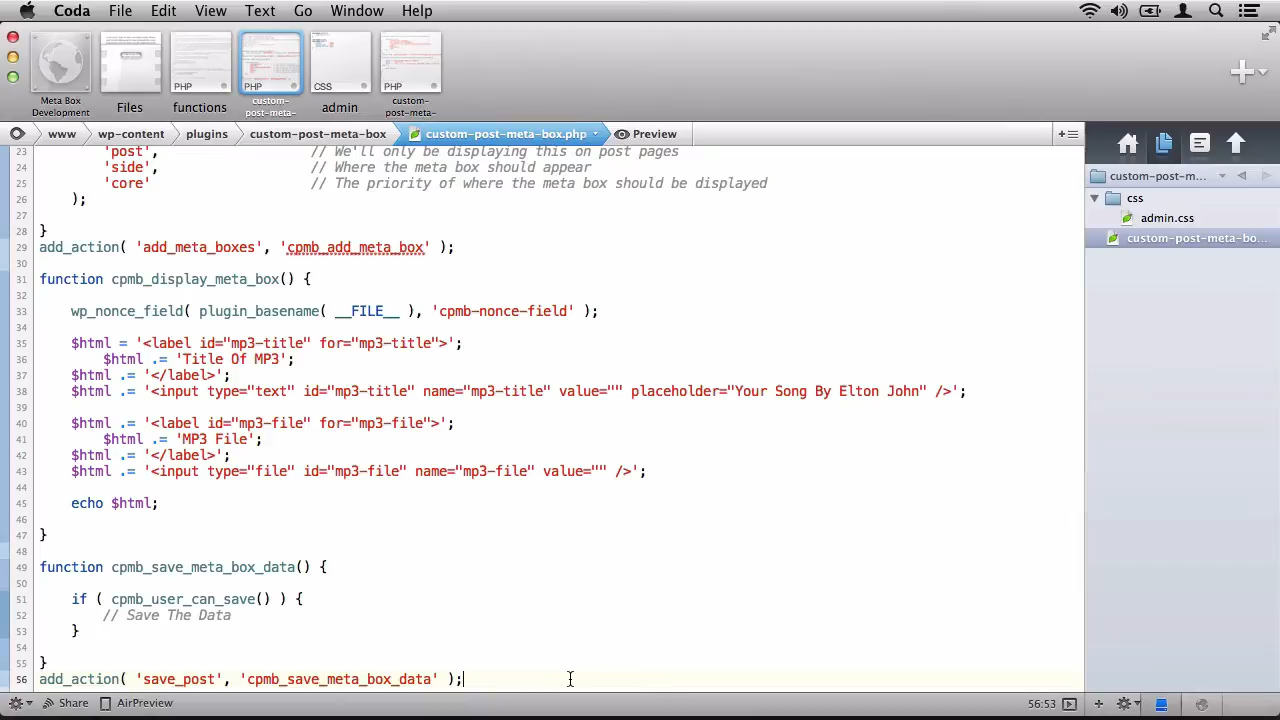 Coda File Edit View Text Go Window Help
PHP PHP CSS PHP
Meta Box Development Files functions custom-post-meta- admin custom-post-meta-
www wp-content plugins custom-post-meta-box custom-post-meta-box.php Preview
23 'post', // We'll only be displaying this on post pages
24 'side', // Where the meta box should appear
25 'core' // The priority of where the meta box should be displayed
26 );
27
28 }
29 add_action( 'add_meta_boxes', 'cpmb_add_meta_box' );
30
31 function cpmb_display_meta_box() {
32
33 wp_nonce_field( plugin_basename( __FILE__ ), 'cpmb-nonce-field' );
34
35 $html = '<label id="mp3-title" for="mp3-title">';
36 $html .= 'Title Of MP3';
37 $html .= '</label>';
38 $html .= '<input type="text" id="mp3-title" name="mp3-title" value="" placeholder="Your Song By Elton John" />';
39
40 $html .= '<label id="mp3-file" for="mp3-file">';
41 $html .= 'MP3 File';
42 $html .= '</label>';
43 $html .= '<input type="file" id="mp3-file" name="mp3-file" value="" />';
44
45 echo $html;
46
47 }
48
49 function cpmb_save_meta_box_data() {
50
51 if ( cpmb_user_can_save() ) {
52 // Save The Data
53 }
54
55 }
56 add_action( 'save_post', 'cpmb_save_meta_box_data' );
custom-post-m...
css
admin.css
custom-post-meta-bo...
Share AirPreview 56:53